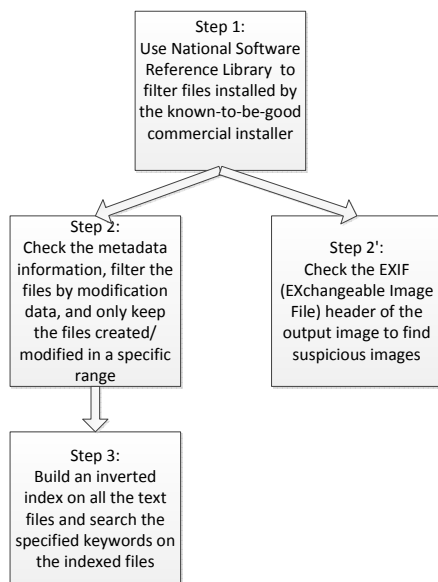 Step 1:
Use National Software
Reference Library to
filter files installed by
the known-to-be-good
commercial installer
Step 2:
Check the metadata
information, filter the
files by modification
data, and only keep
the files created/
modified in a specific
range
Step 2':
Check the EXIF
(EXchangeable Image
File) header of the
output image to find
suspicious images
Step 3:
Build an inverted
index on all the text
files and search the
specified keywords on
the indexed files